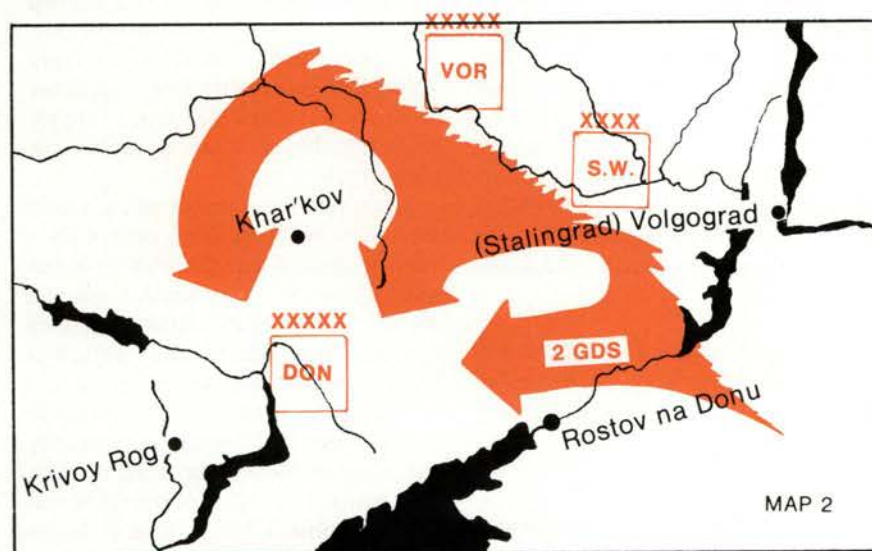 XXXXX
VOR
XXXX
S.W.
Khar'kov
(Stalingrad) Volgograd
XXXXX
DON
2 GDS
Rostov na Donu
Krivoy Rog
MAP 2